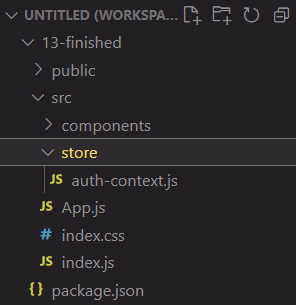 UNTITLED (WORKSPA...
13-finished
public
src
components
store
JS auth-context.js
JS App.js
# index.css
JS index.js
{} package.json